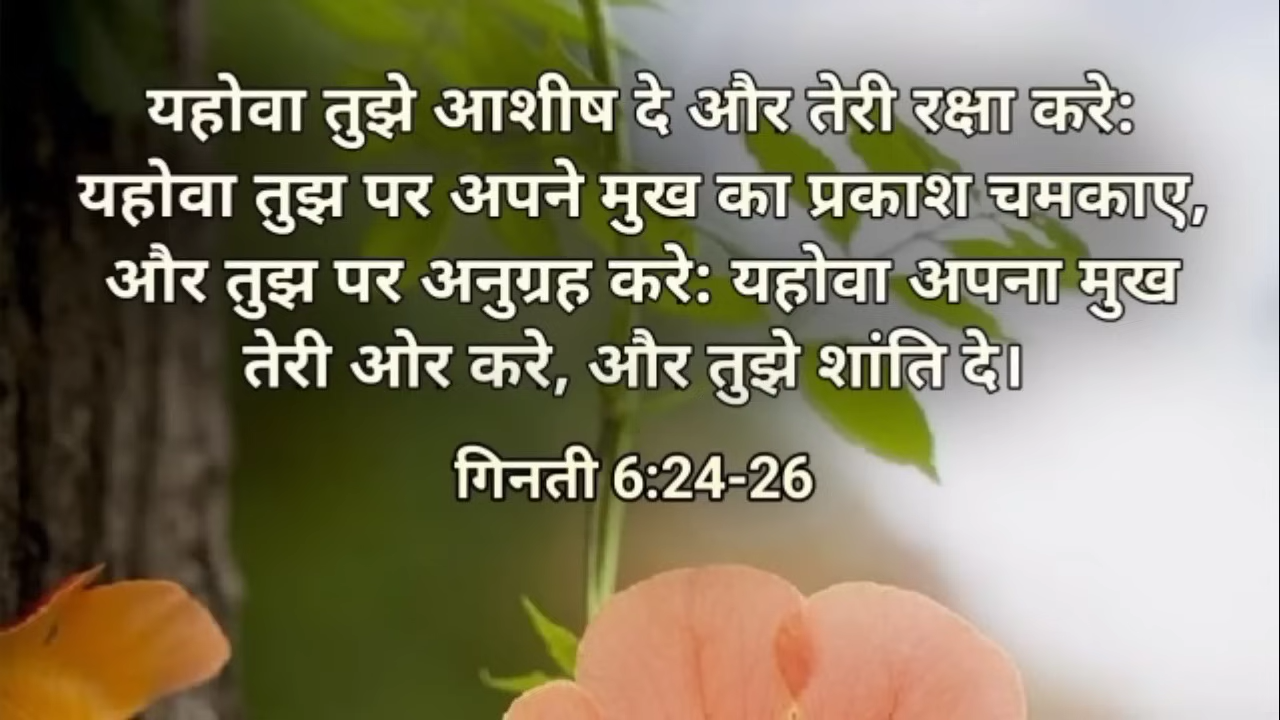 यहोवा तुझे आशीष दे और तेरी रक्षा करे:
यहोवा तुझ पर अपने मुख का प्रकाश चमकाए,
और तुझ पर अनुग्रह करे: यहोवा अपना मुख
तेरी ओर करे, और तुझे शांति दे।
गिनती 6:24-26